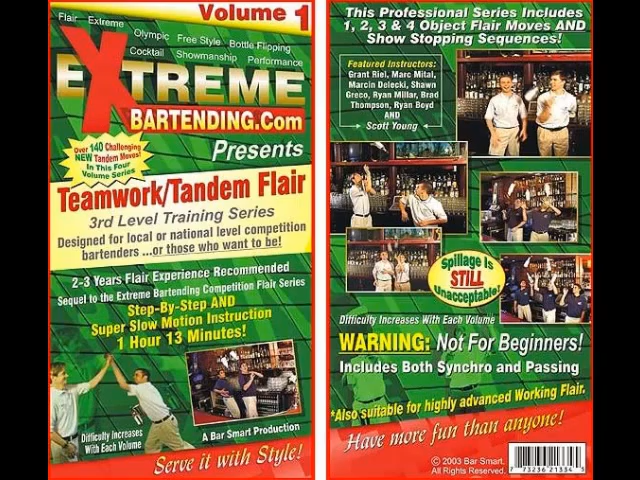 Volume 1
Flair Extreme
Olympic Free Style Bottle Flipping
Cocktail Showmanship Performance
EXTREME
BARTENDING.Com
Presents
Over 140 Challenging
NEW Tandem Moves!
In This Four
Volume Series
Teamwork/Tandem Flair
3rd Level Training Series
Designed for local or national level competition
bartenders ...or those who want to be!
2-3 Years Flair Experience Recommended
Sequel to the Extreme Bartending Competition Flair Series
Step-By-Step AND
Super Slow Motion Instruction
1 Hour 13 Minutes!
Difficulty Increases
With Each Volume
A Bar Smart Production
Serve it with Style!
This Professional Series Includes
1, 2, 3 & 4 Object Flair Moves AND
Show Stopping Sequences!
Featured Instructors:
Grant Riel, Marc Mital,
Marcin Delecki, Shawn
Greco, Ryan Millar, Brad
Thompson, Ryan Boyd
AND
Scott Young
Spillage Is
STILL
Unacceptable!
Difficulty Increases With Each Volume
WARNING: Not For Beginners!
Includes Both Synchro and Passing
*Also suitable for highly advanced Working Flair.
Have more fun than anyone!
© 2003 Bar Smart.
All Rights Reserved.
7 73236 21334 3